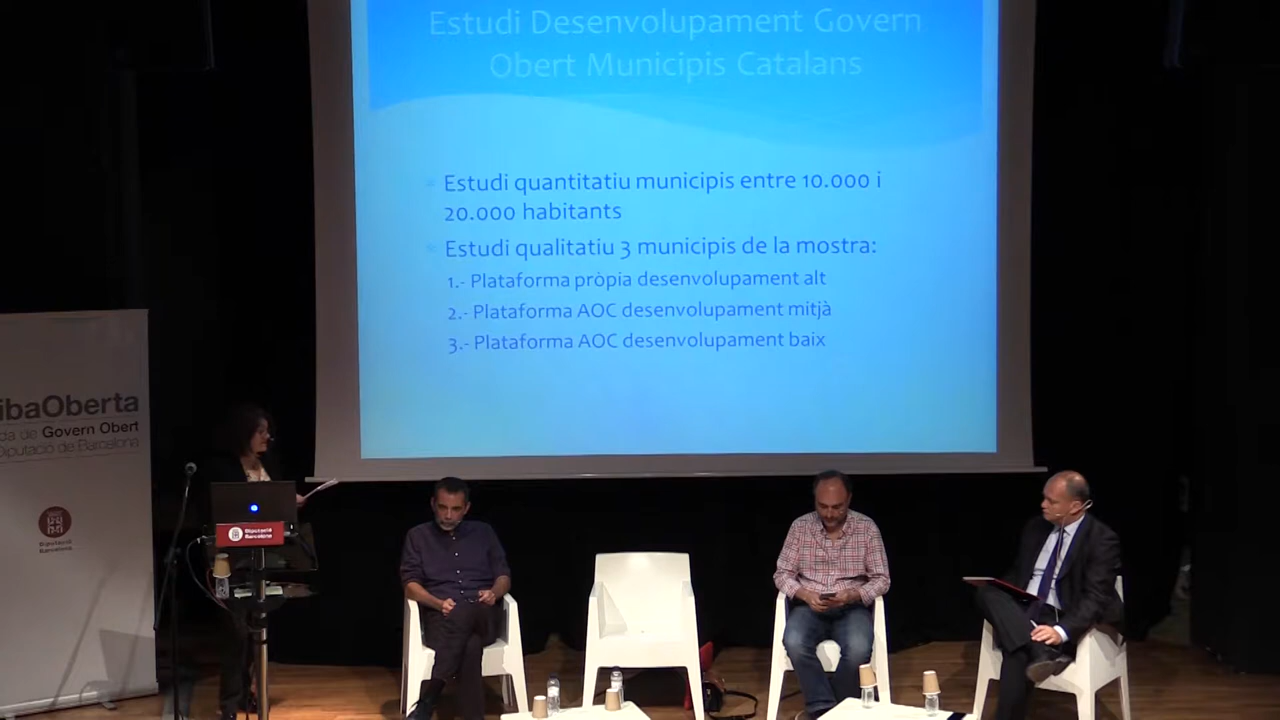 Estudi Desenvolupament Govern
Obert Municipis Catalans
Estudi quantitatiu municipis entre 10.000 i
20.000 habitants
Estudi qualitatiu 3 municipis de la mostra:
1.- Plataforma pròpia desenvolupament alt
2.- Plataforma AOC desenvolupament mitjà
3.- Plataforma AOC desenvolupament baix
ibaOberta
da de Govern Obert
Diputació de Barcelona
Diputació
Barcelona
Diputació
Barcelona